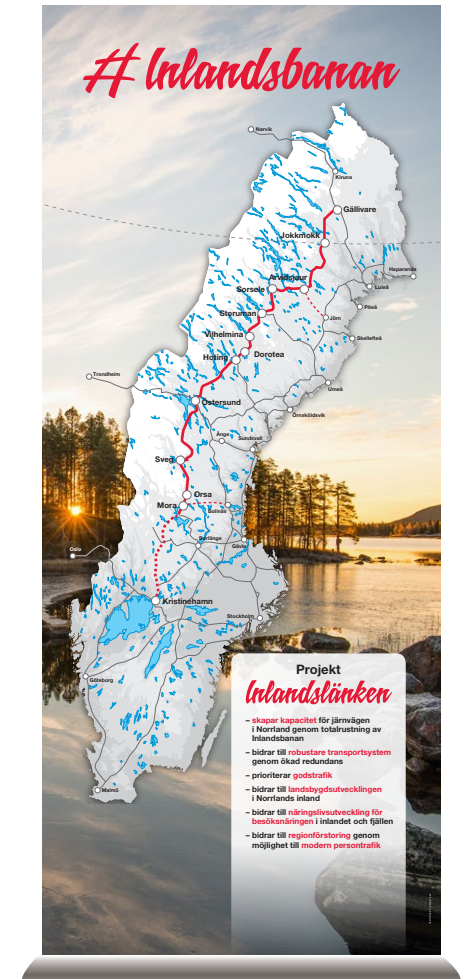 # Inlandsbanan
Narvik
Kiruna
Gällivare
Jokkmokk
Haparanda
Arvidsjaur
Luleå
Sorsele
Piteå
Storuman
Jörn
Vilhelmina
Skellefteå
Hoting
Dorotea
Trondheim
Umeå
Östersund
Örnsköldsvik
Ånge
Sundsvall
Sveg
Orsa
Mora
Bollnäs
Borlänge
Gävle
Oslo
Kristinehamn
Stockholm
Göteborg
Malmö
Projekt
Inlandslänken
– skapar kapacitet för järnvägen
i Norrland genom totalrustning av
Inlandsbanan
– bidrar till robustare transportsystem
genom ökad redundans
– prioriterar godstrafik
– bidrar till landsbygdsutvecklingen
i Norrlands inland
– bidrar till näringslivsutveckling för
besöksnäringen i inlandet och fjällen
– bidrar till regionförstoring genom
möjlighet till modern persontrafik